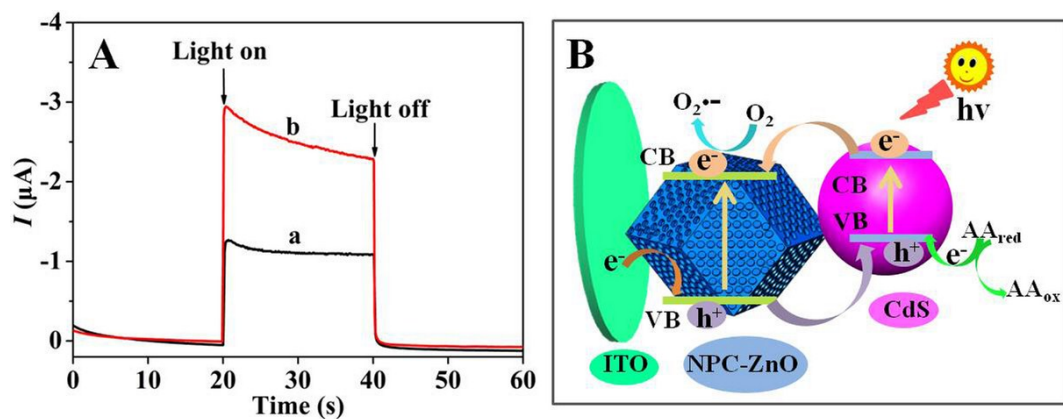 A
-4
-3
-2
-1
0
I (μA)
0 10 20 30 40 50 60
Time (s)
Light on
Light off
b
a
B
hν
O₂•− O₂
CB e⁻
e⁻
CB
VB
h⁺
e⁻ AAred
AAox
e⁻
VB h⁺
CdS
ITO NPC-ZnO